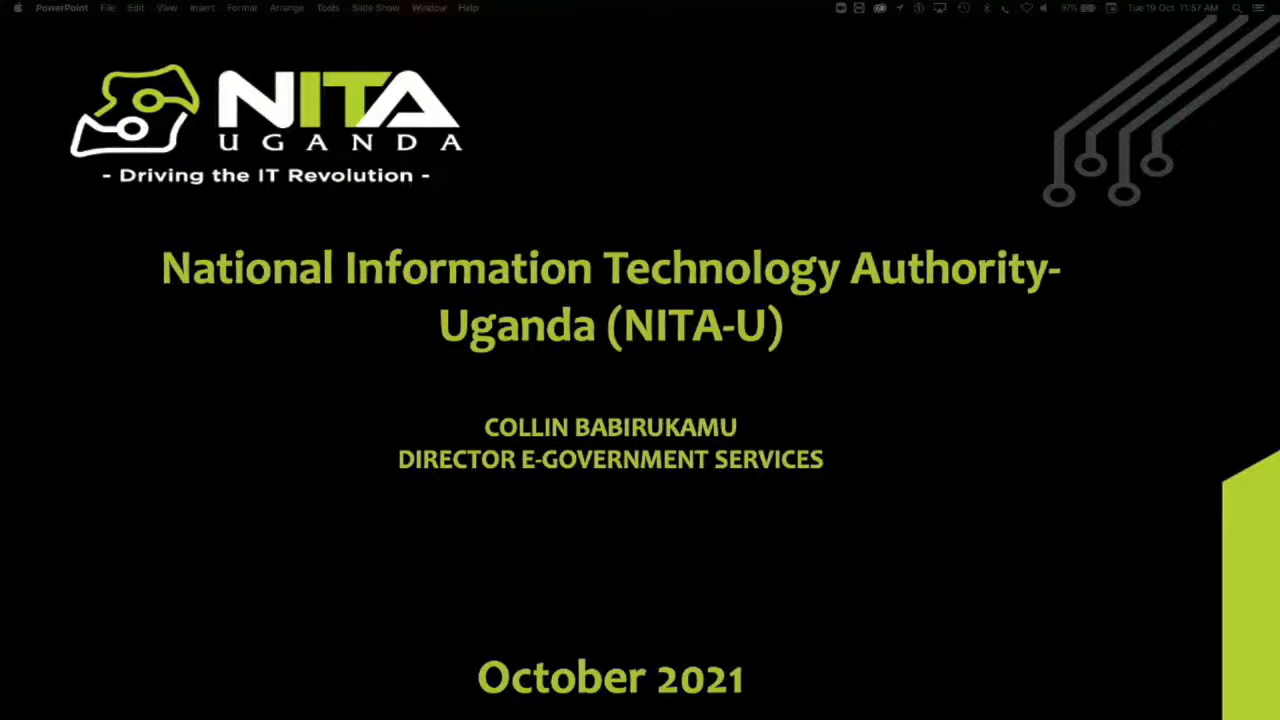 PowerPoint File Edit View Insert Format Arrange Tools Slide Show Window Help 97% Tue 19 Oct 11:57 AM
NITA
UGANDA
- Driving the IT Revolution -
National Information Technology Authority-
Uganda (NITA-U)
COLLIN BABIRUKAMU
DIRECTOR E-GOVERNMENT SERVICES
October 2021